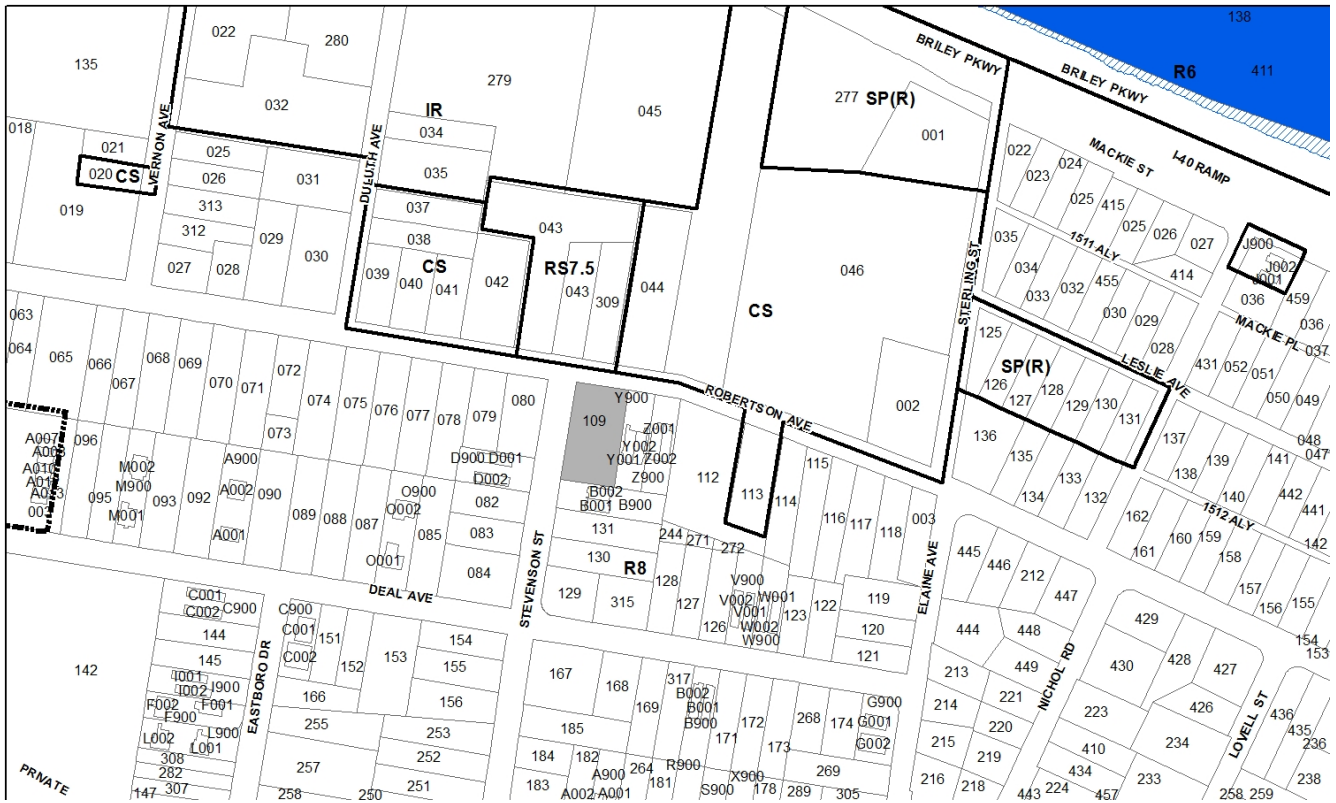 138
022
280
135
BRILEY PKWY
BRILEY PKWY
R6
411
279
277
SP(R)
032
IR
045
001
034
018
VERNON AVE
DULUTH AVE
MACKIE ST
I-40 RAMP
021
025
031
035
022
024
023
020
CS
026
025
415
019
313
037
043
025
026
027
312
029
030
038
035
1511 ALY
J900
CS
RS7.5
046
034
414
J002
J001
027
028
039
040
041
042
043
309
044
033
032
455
036
459
030
029
036
063
STERLING ST
MACKIE PL
037
064
065
066
067
068
069
070
071
072
CS
125
028
SP(R)
LESLIE AVE
431
052
051
050
049
074
075
076
077
078
079
080
109
Y900
ROBERTSON AVE
002
126
127
128
129
130
131
048
047
073
Z001
Y002
Y001
Z002
Z900
136
137
A007
096
A900
D900
D001
D002
112
113
114
115
135
133
138
139
141
A010
M002
M900
M001
095
093
092
A002
090
O900
O002
B002
B001
B900
134
132
140
442
441
082
116
117
118
003
1512 ALY
A001
089
088
087
085
083
131
244
271
272
162
161
160
159
158
142
O001
084
130
R8
128
V900
445
446
212
447
157
156
155
DEAL AVE
STEVENSON ST
129
315
127
126
V002
V001
W001
W002
W900
123
122
119
ELAINE AVE
154
153
C001
C002
C900
C900
C001
C002
151
152
153
154
155
156
120
121
444
448
429
144
145
449
430
428
427
142
I001
I002
I900
166
167
168
169
317
B002
B001
B900
171
172
173
268
174
G900
G001
G002
213
221
NICHOL RD
EASTBORO DR
F002
F001
F900
214
220
223
426
LOVELL ST
436
435
236
L900
L002
L001
255
253
185
215
219
410
234
308
282
307
147
257
252
251
184
183
182
264
181
R900
269
216
218
434
233
238
PRIVATE
258
250
A900
A002
A001
S900
X900
178
289
305
443
224
457
258
259